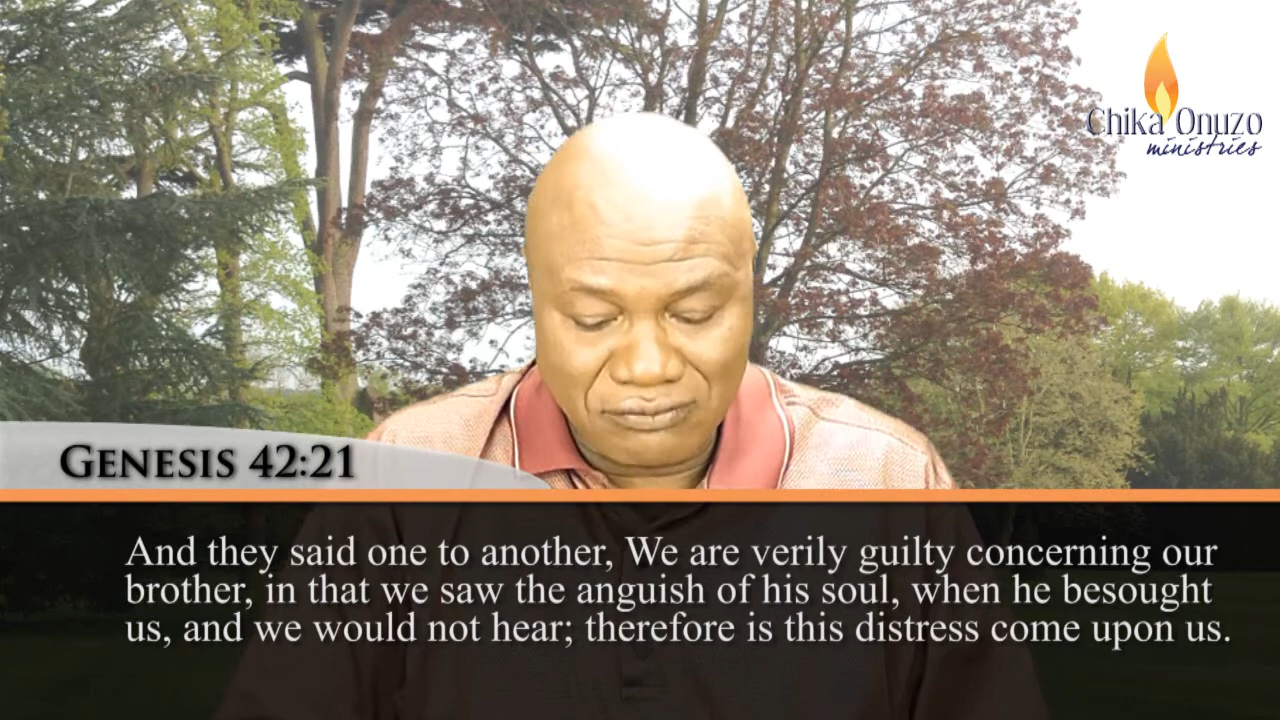 Chika Onuzo
ministries
Genesis 42:21
And they said one to another, We are verily guilty concerning our
brother, in that we saw the anguish of his soul, when he besought
us, and we would not hear; therefore is this distress come upon us.